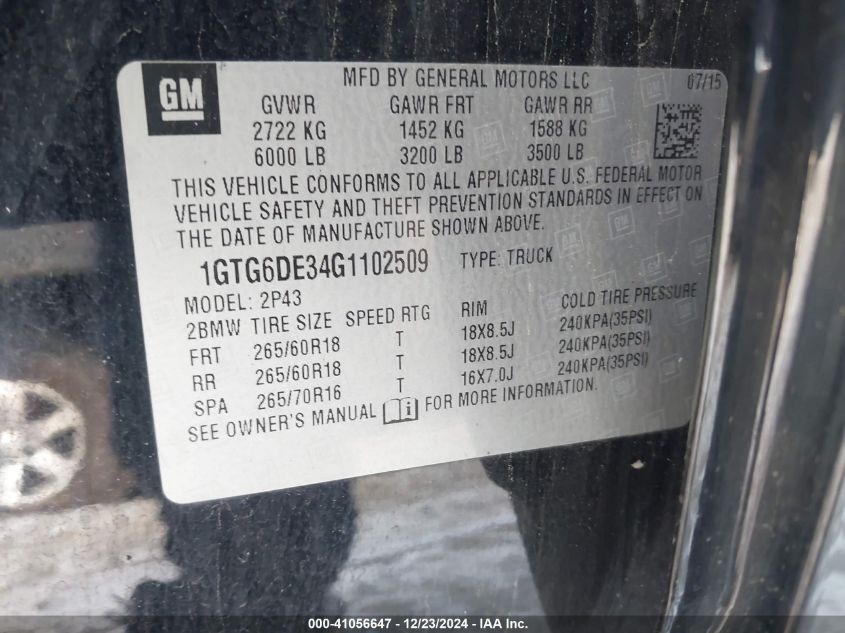 GM
MFD BY GENERAL MOTORS LLC 07/15
GVWR GAWR FRT GAWR RR
2722 KG 1452 KG 1588 KG
6000 LB 3200 LB 3500 LB
THIS VEHICLE CONFORMS TO ALL APPLICABLE U.S. FEDERAL MOTOR
VEHICLE SAFETY AND THEFT PREVENTION STANDARDS IN EFFECT ON
THE DATE OF MANUFACTURE SHOWN ABOVE.
1GTG6DE34G1102509 TYPE: TRUCK
MODEL: 2P43
2BMW TIRE SIZE SPEED RTG RIM COLD TIRE PRESSURE
FRT 265/60R18 T 18X8.5J 240KPA(35PSI)
RR 265/60R18 T 18X8.5J 240KPA(35PSI)
SPA 265/70R16 T 16X7.0J 240KPA(35PSI)
SEE OWNER'S MANUAL FOR MORE INFORMATION.
000-41056647 - 12/23/2024 - IAA Inc.